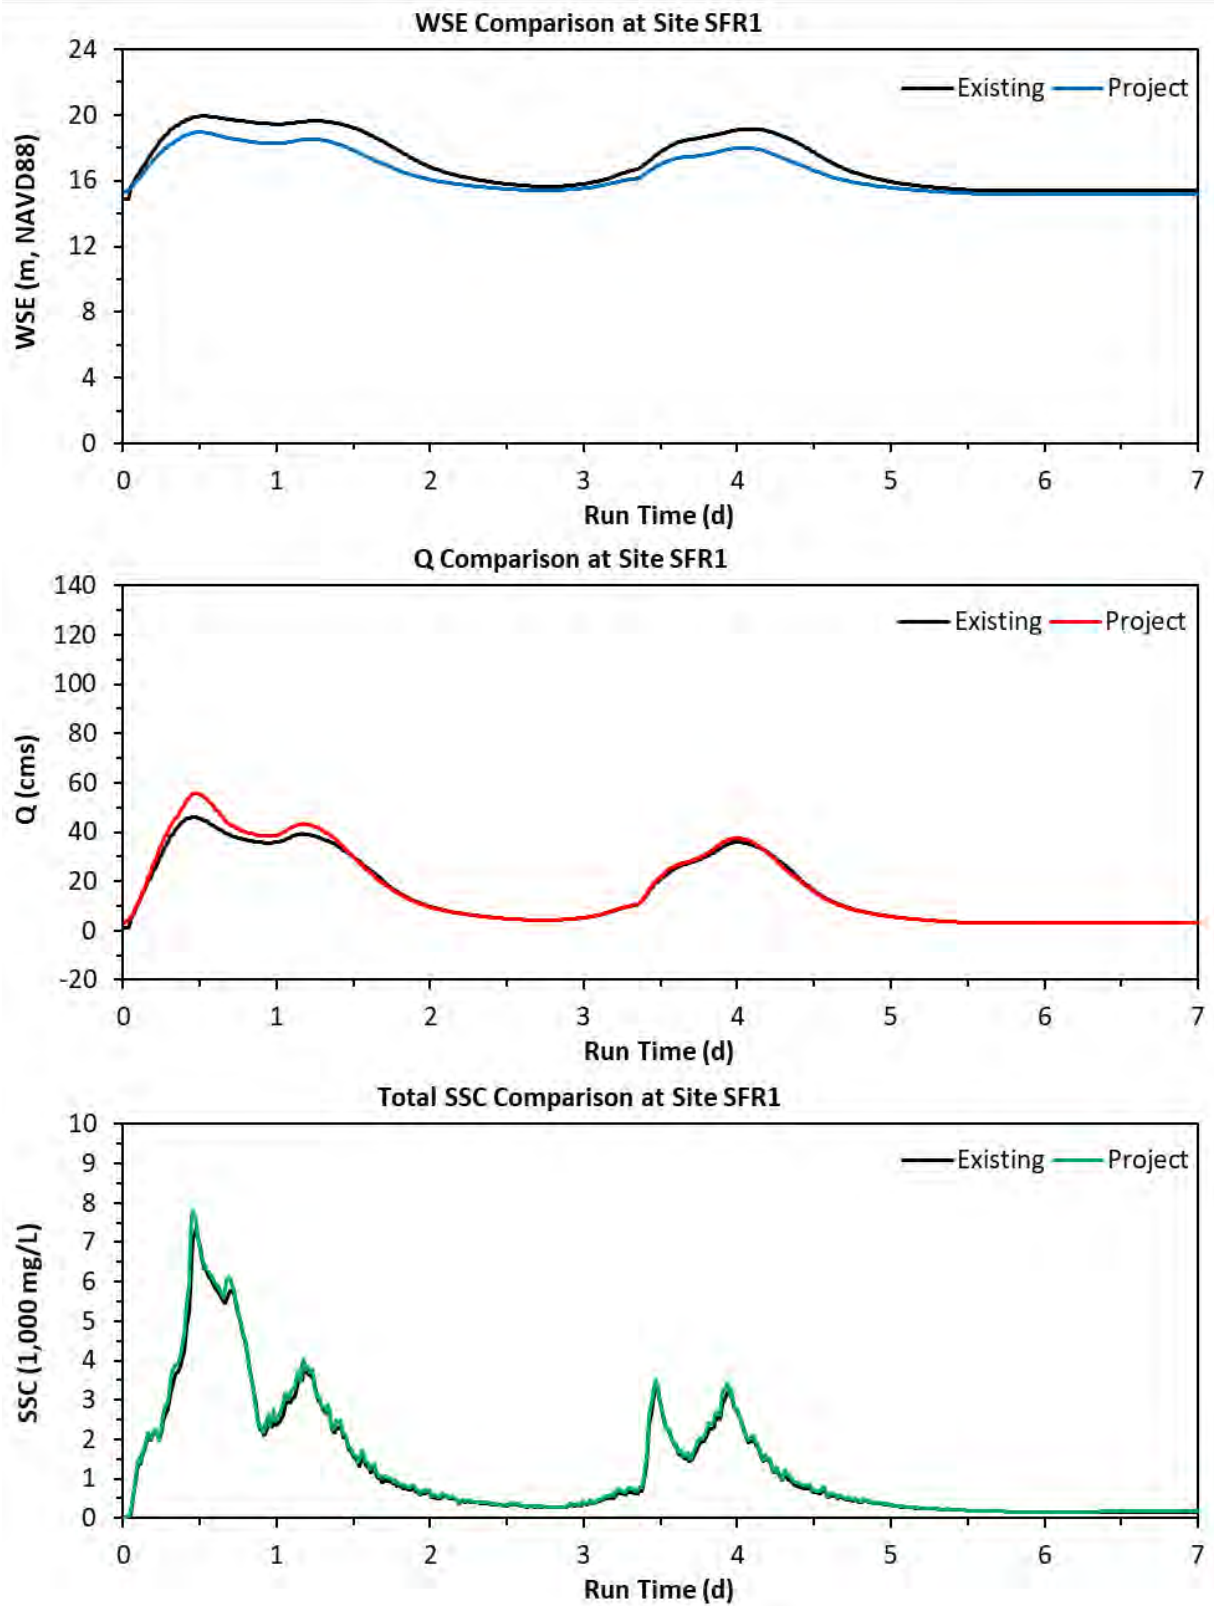 WSE Comparison at Site SFR1
24
20
16
12
8
4
0
WSE (m, NAVD88)
Existing Project
0 1 2 3 4 5 6 7
Run Time (d)
Q Comparison at Site SFR1
140
120
100
80
60
40
20
0
-20
Q (cms)
Existing Project
0 1 2 3 4 5 6 7
Run Time (d)
Total SSC Comparison at Site SFR1
10
9
8
7
6
5
4
3
2
1
0
SSC (1,000 mg/L)
Existing Project
0 1 2 3 4 5 6 7
Run Time (d)